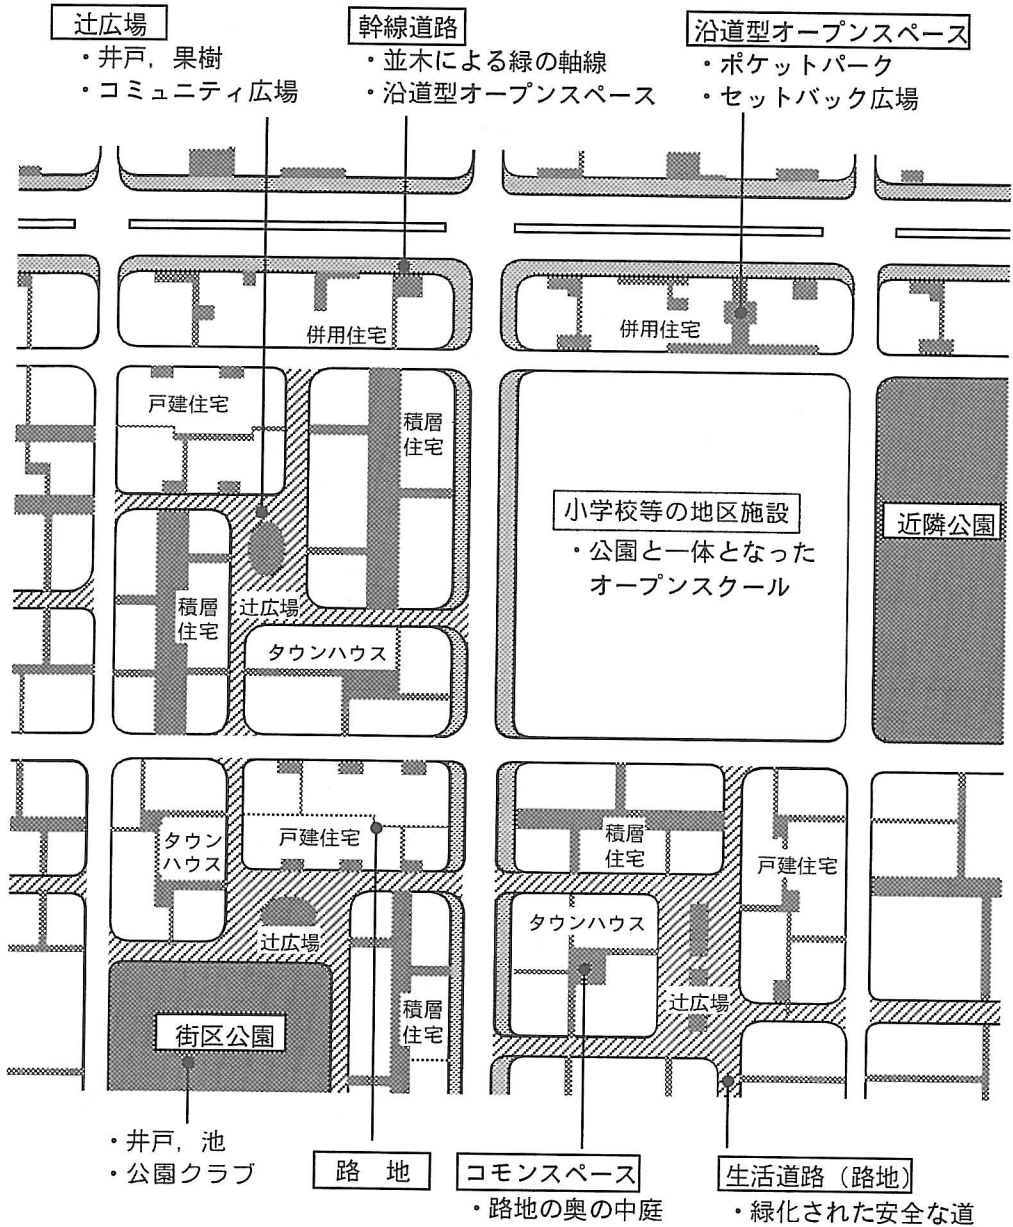 辻広場
・井戸，果樹
・コミュニティ広場
幹線道路
・並木による緑の軸線
・沿道型オープンスペース
沿道型オープンスペース
・ポケットパーク
・セットバック広場
併用住宅
併用住宅
戸建住宅
積層
住宅
小学校等の地区施設
・公園と一体となった
オープンスクール
近隣公園
積層
住宅
辻広場
タウンハウス
タウン
ハウス
戸建住宅
積層
住宅
戸建住宅
辻広場
タウンハウス
辻広場
街区公園
積層
住宅
・井戸，池
・公園クラブ
路 地
コモンスペース
・路地の奥の中庭
生活道路（路地）
・緑化された安全な道